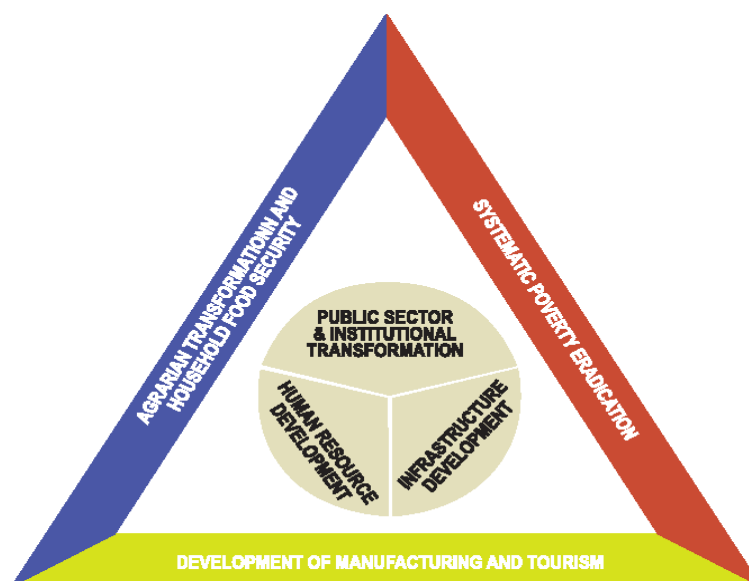 AGRARIAN TRANSFORMATIONN AND
HOUSEHOLD FOOD SECURITY
SYSTEMATIC POVERTY ERADICATION
PUBLIC SECTOR
& INSTITUTIONAL
TRANSFORMATION
HUMAN RESOURCE
DEVELOPMENT
INFRASTRUCTURE
DEVELOPMENT
DEVELOPMENT OF MANUFACTURING AND TOURISM